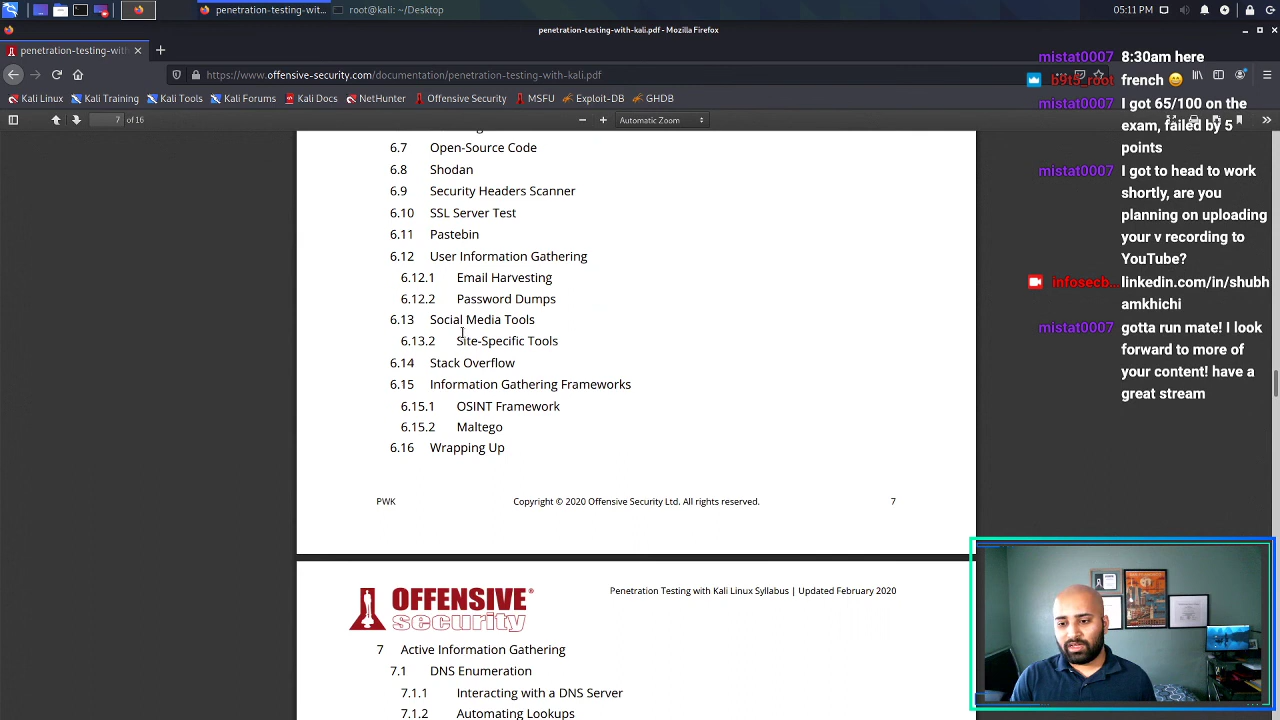 penetration-testing-wit...
root@kali: ~/Desktop
05:11 PM
penetration-testing-with-kali.pdf - Mozilla Firefox
penetration-testing-with-
https://www.offensive-security.com/documentation/penetration-testing-with-kali.pdf
Kali Linux
Kali Training
Kali Tools
Kali Forums
Kali Docs
NetHunter
Offensive Security
MSFU
Exploit-DB
GHDB
7 of 16
Automatic Zoom
6.7 Open-Source Code
6.8 Shodan
6.9 Security Headers Scanner
6.10 SSL Server Test
6.11 Pastebin
6.12 User Information Gathering
6.12.1 Email Harvesting
6.12.2 Password Dumps
6.13 Social Media Tools
6.13.2 Site-Specific Tools
6.14 Stack Overflow
6.15 Information Gathering Frameworks
6.15.1 OSINT Framework
6.15.2 Maltego
6.16 Wrapping Up
PWK
Copyright © 2020 Offensive Security Ltd. All rights reserved.
7
OFFENSIVE
security
Penetration Testing with Kali Linux Syllabus | Updated February 2020
7 Active Information Gathering
7.1 DNS Enumeration
7.1.1 Interacting with a DNS Server
7.1.2 Automating Lookups
mistat0007 8:30am here
b9t5_root french 😊
mistat0007 I got 65/100 on the
exam, failed by 5
points
mistat0007 I got to head to work
shortly, are you
planning on uploading
your v recording to
YouTube?
infosecb... linkedin.com/in/shubh
amkhichi
mistat0007 gotta run mate! I look
forward to more of
your content! have a
great stream